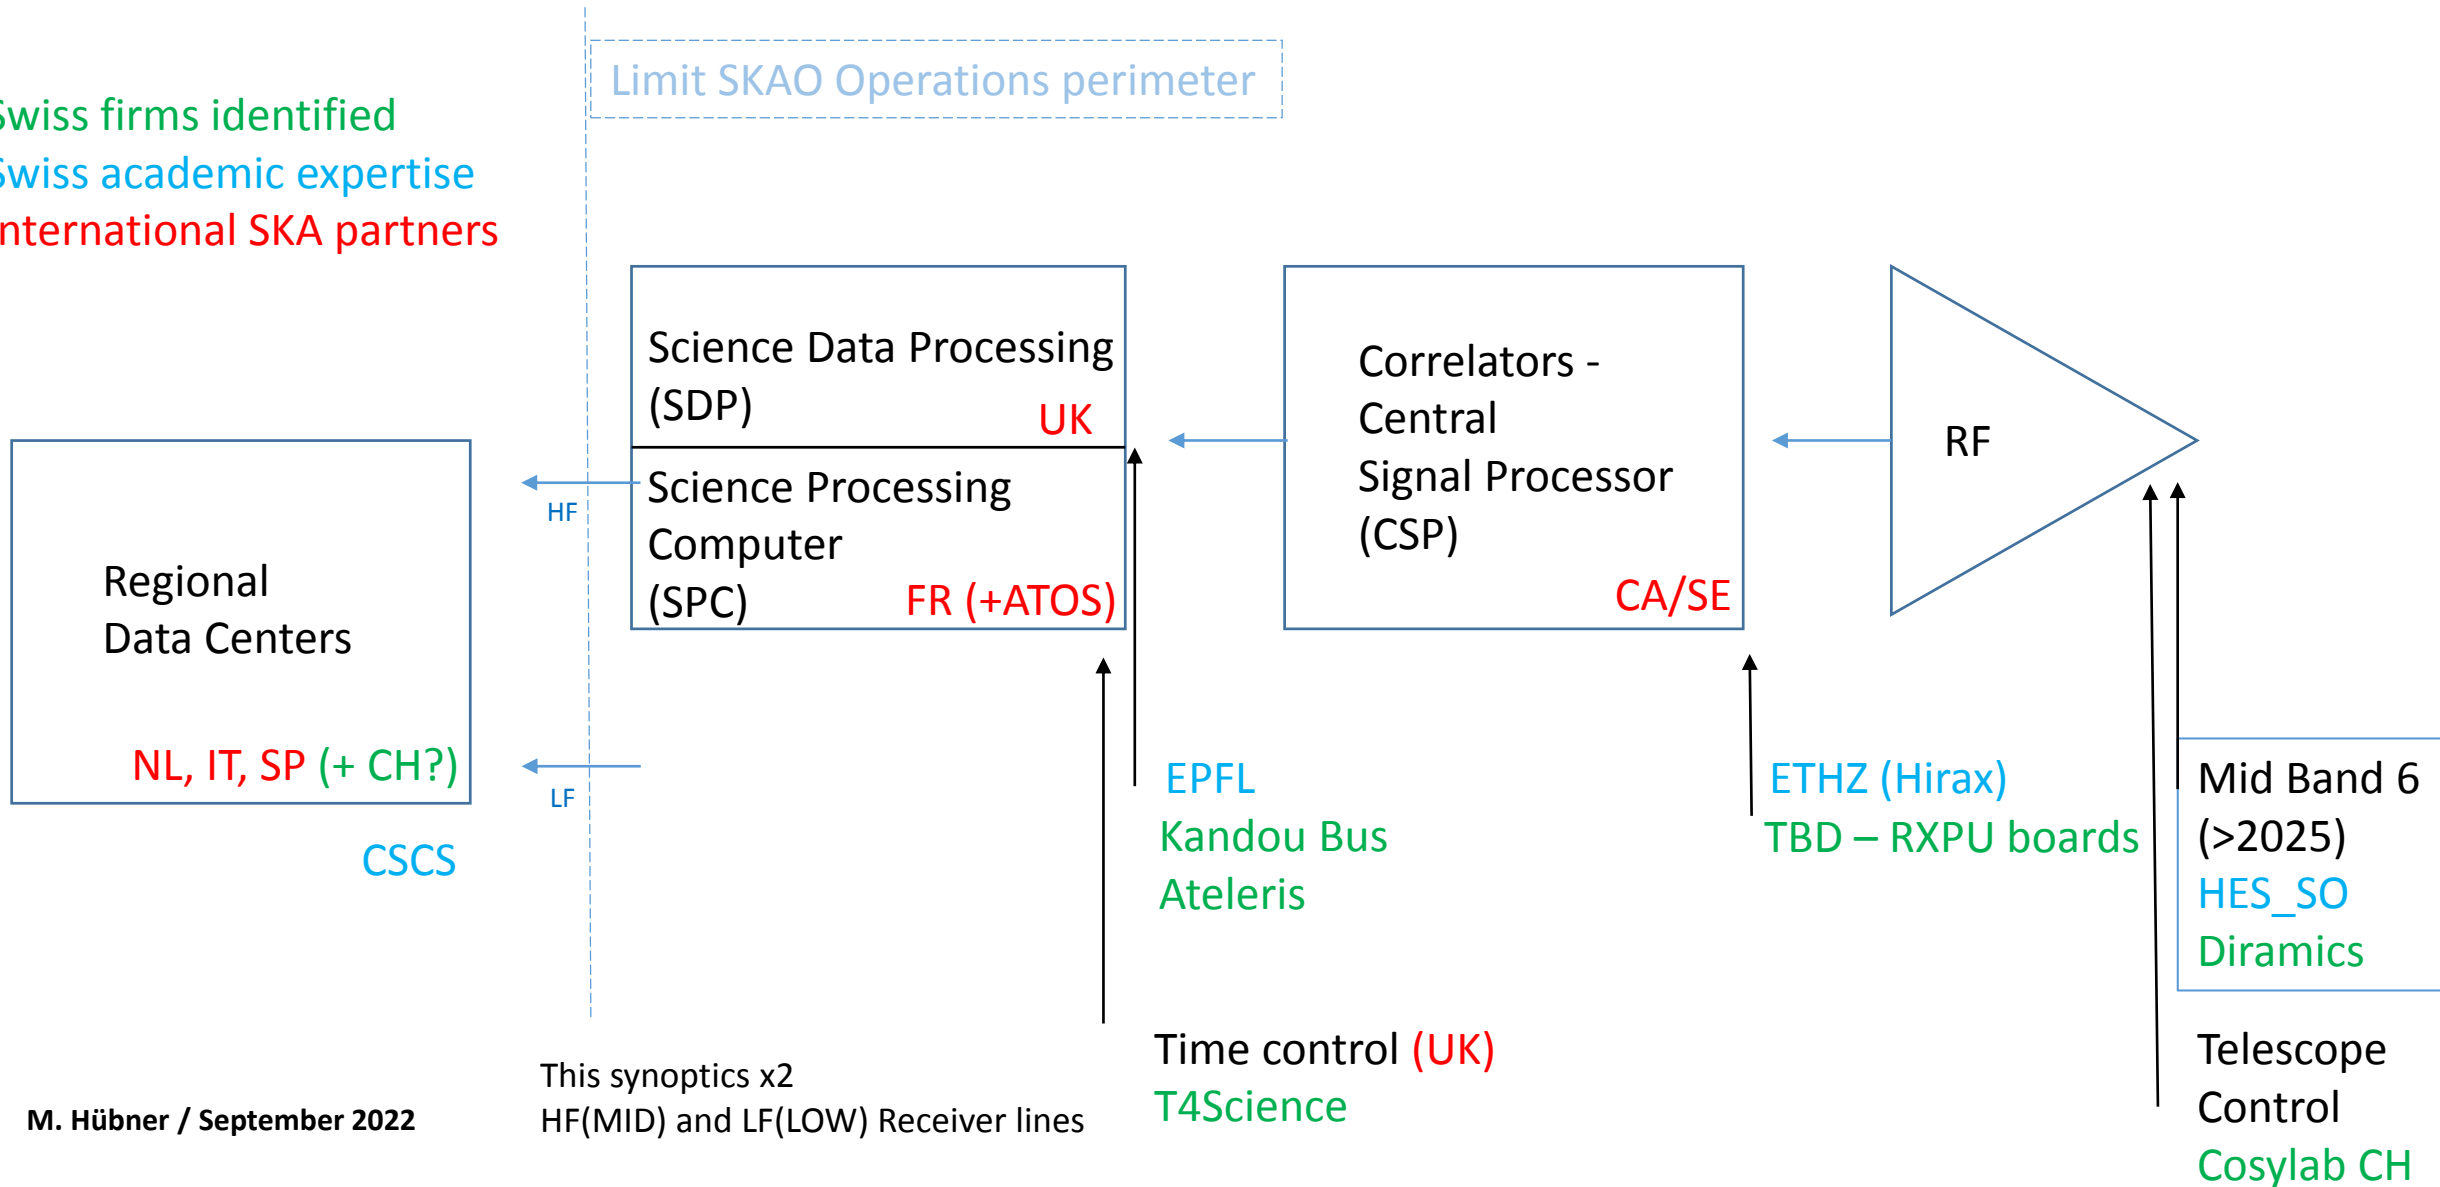 Limit SKAO Operations perimeter
Swiss firms identified
Swiss academic expertise
International SKA partners
Science Data Processing
(SDP)
UK
Science Processing
Computer
(SPC)
FR (+ATOS)
Correlators -
Central
Signal Processor
(CSP)
CA/SE
RF
HF
Regional
Data Centers
NL, IT, SP (+ CH?)
LF
CSCS
EPFL
Kandou Bus
Ateleris
ETHZ (Hirax)
TBD – RXPU boards
Mid Band 6
(>2025)
HES_SO
Diramics
Time control (UK)
T4Science
Telescope
Control
Cosylab CH
This synoptics x2
HF(MID) and LF(LOW) Receiver lines
M. Hübner / September 2022